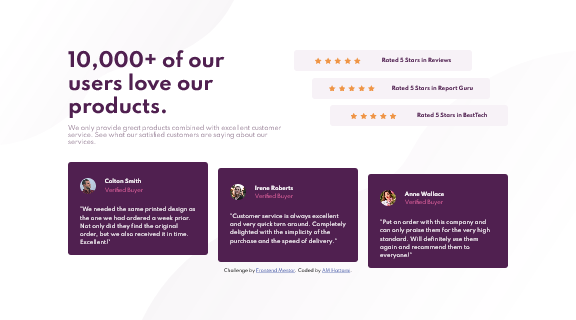 10,000+ of our
users love our
products.
We only provide great products combined with excellent customer
service. See what our satisfied customers are saying about our
services.
Rated 5 Stars in Reviews
Rated 5 Stars in Report Guru
Rated 5 Stars in BestTech
Colton Smith
Verified Buyer
"We needed the same printed design as
the one we had ordered a week prior.
Not only did they find the original
order, but we also received it in time.
Excellent!"
Irene Roberts
Verified Buyer
"Customer service is always excellent
and very quick turn around. Completely
delighted with the simplicity of the
purchase and the speed of delivery."
Anne Wallace
Verified Buyer
"Put an order with this company and
can only praise them for the very high
standard. Will definitely use them
again and recommend them to
everyone!"
Challenge by Frontend Mentor. Coded by